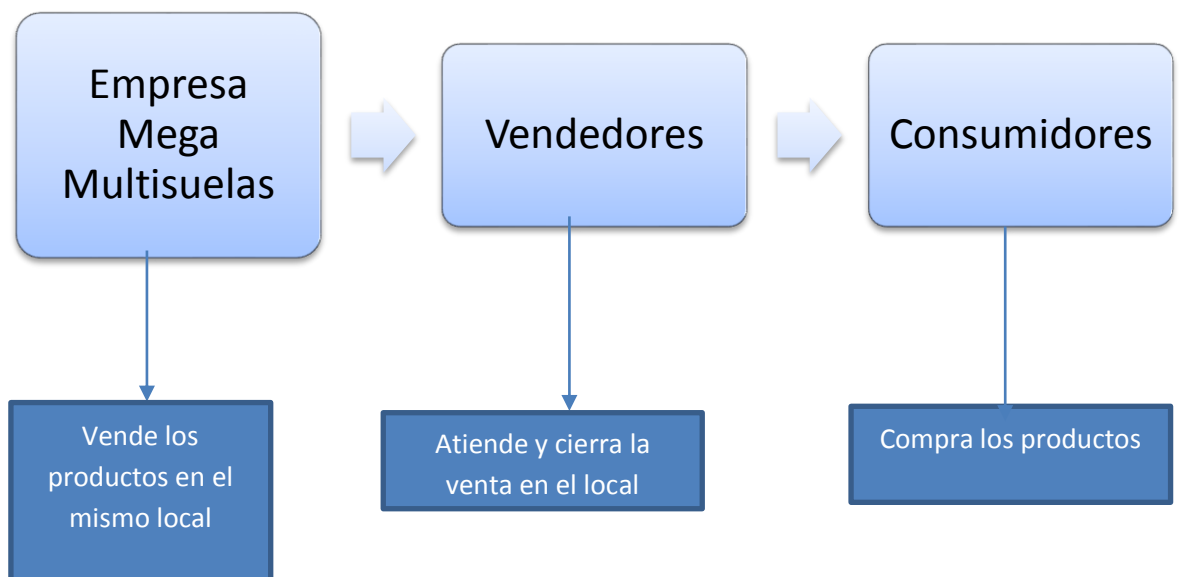 Empresa
Mega
Multisuelas
Vendedores
Consumidores
Vende los
productos en el
mismo local
Atiende y cierra la
venta en el local
Compra los productos